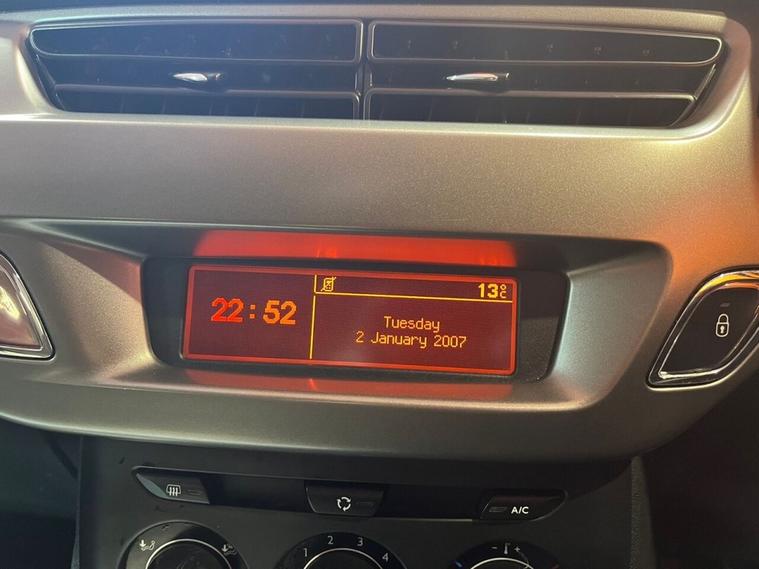 22:52
13°C
Tuesday
2 January 2007
A/C
1 2 3 4
- +